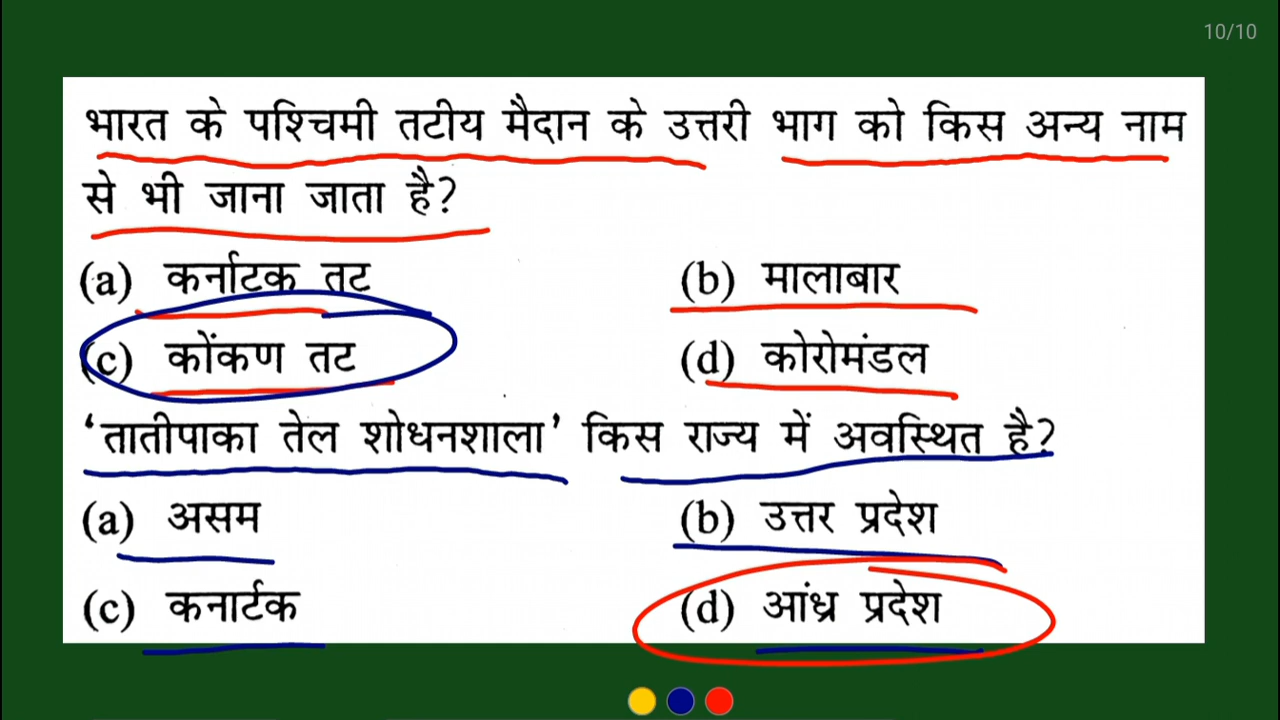 10/10
भारत के पश्चिमी तटीय मैदान के उत्तरी भाग को किस अन्य नाम
से भी जाना जाता है?
(a) कर्नाटक तट (b) मालाबार
(c) कोंकण तट (d) कोरोमंडल
‘तातीपाका तेल शोधनशाला’ किस राज्य में अवस्थित है?
(a) असम (b) उत्तर प्रदेश
(c) कनार्टक (d) आंध्र प्रदेश